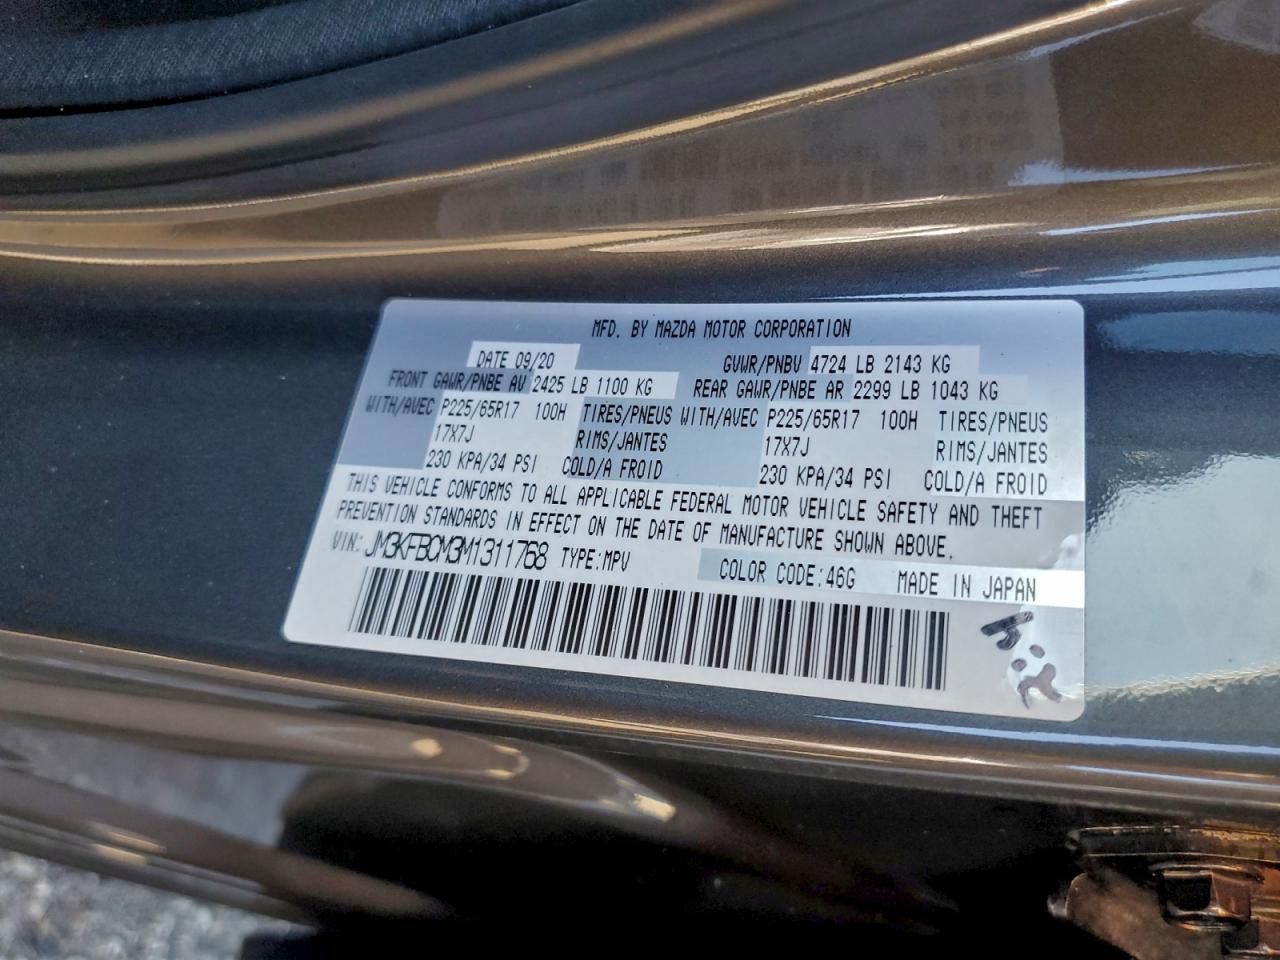 MFD. BY MAZDA MOTOR CORPORATION
DATE 09/20 GVWR/PNBV 4724 LB 2143 KG
FRONT GAWR/PNBE AV 2425 LB 1100 KG REAR GAWR/PNBE AR 2299 LB 1043 KG
WITH/AVEC P225/65R17 100H TIRES/PNEUS WITH/AVEC P225/65R17 100H TIRES/PNEUS
17X7J RIMS/JANTES 17X7J RIMS/JANTES
230 KPA/34 PSI COLD/A FROID 230 KPA/34 PSI COLD/A FROID
THIS VEHICLE CONFORMS TO ALL APPLICABLE FEDERAL MOTOR VEHICLE SAFETY AND THEFT
PREVENTION STANDARDS IN EFFECT ON THE DATE OF MANUFACTURE SHOWN ABOVE.
VIN: JM3KFBCM3M1311768 TYPE:MPV COLOR CODE:46G MADE IN JAPAN